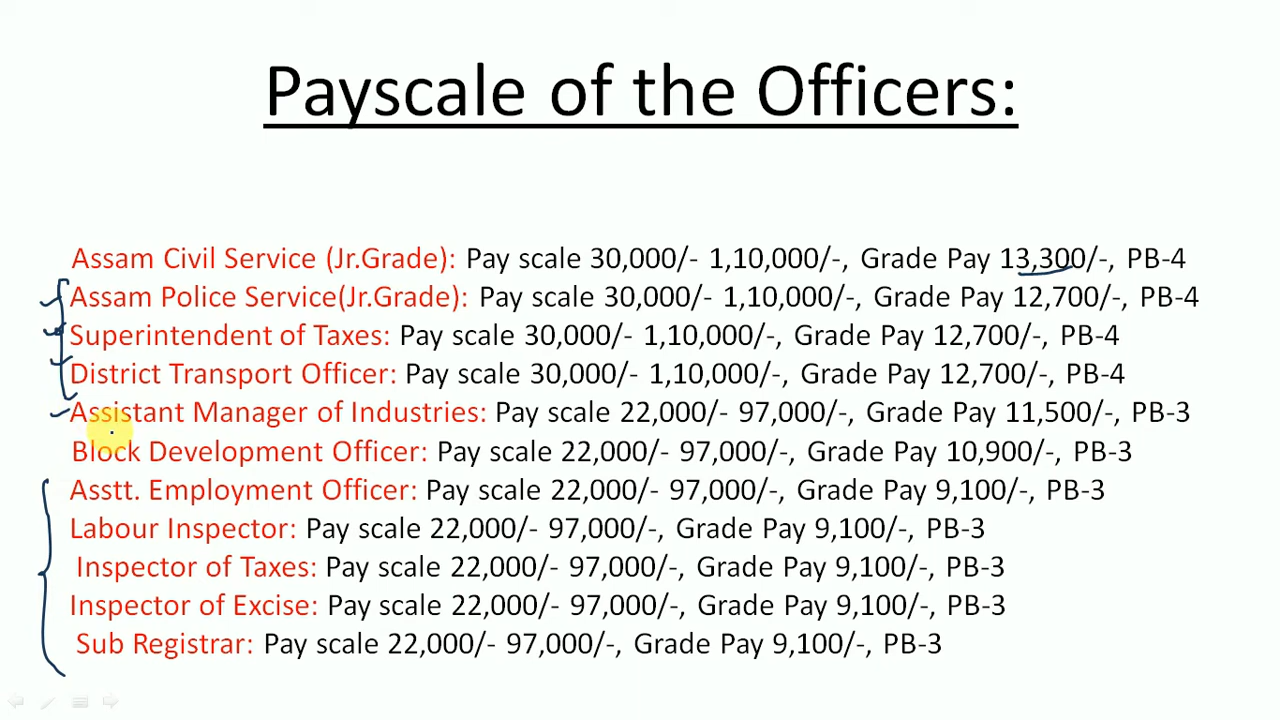 Payscale of the Officers:
Assam Civil Service (Jr.Grade): Pay scale 30,000/- 1,10,000/-, Grade Pay 13,300/-, PB-4
Assam Police Service(Jr.Grade): Pay scale 30,000/- 1,10,000/-, Grade Pay 12,700/-, PB-4
Superintendent of Taxes: Pay scale 30,000/- 1,10,000/-, Grade Pay 12,700/-, PB-4
District Transport Officer: Pay scale 30,000/- 1,10,000/-, Grade Pay 12,700/-, PB-4
Assistant Manager of Industries: Pay scale 22,000/- 97,000/-, Grade Pay 11,500/-, PB-3
Block Development Officer: Pay scale 22,000/- 97,000/-, Grade Pay 10,900/-, PB-3
Asstt. Employment Officer: Pay scale 22,000/- 97,000/-, Grade Pay 9,100/-, PB-3
Labour Inspector: Pay scale 22,000/- 97,000/-, Grade Pay 9,100/-, PB-3
Inspector of Taxes: Pay scale 22,000/- 97,000/-, Grade Pay 9,100/-, PB-3
Inspector of Excise: Pay scale 22,000/- 97,000/-, Grade Pay 9,100/-, PB-3
Sub Registrar: Pay scale 22,000/- 97,000/-, Grade Pay 9,100/-, PB-3